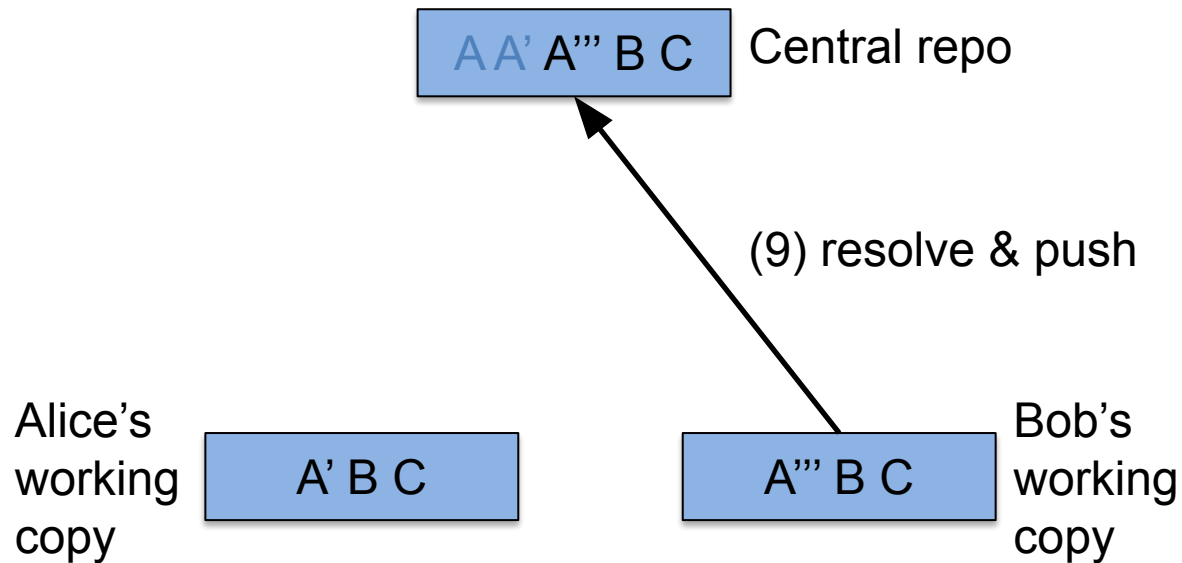 A A' A''' B C
Central repo
(9) resolve & push
Alice’s
working
copy
A' B C
A''' B C
Bob’s
working
copy